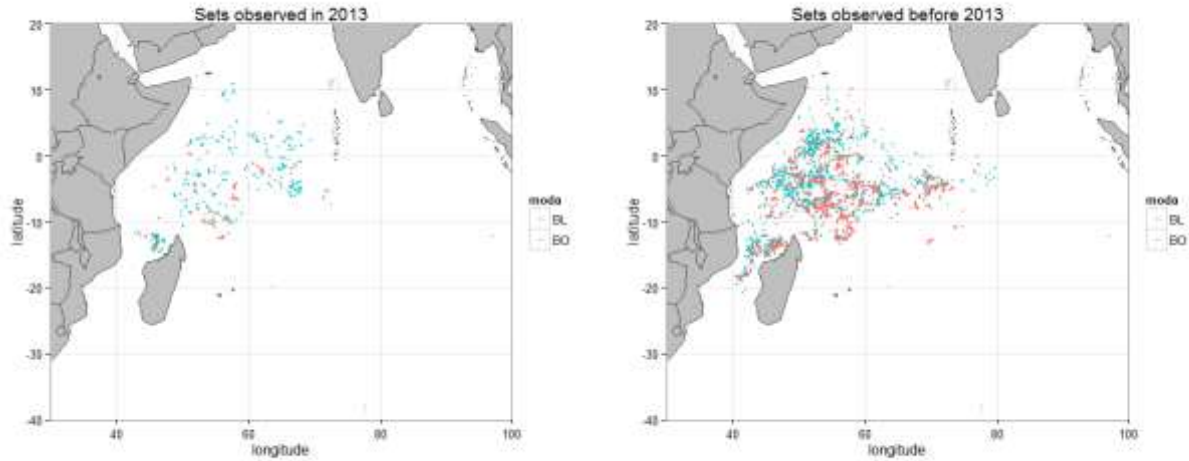 Sets observed in 2013
20
10
0
-10
-20
-30
-40
latitude
40
60
80
100
longitude
moda
BL
BO
Sets observed before 2013
20
10
0
-10
-20
-30
-40
latitude
40
60
80
100
longitude
moda
BL
BO